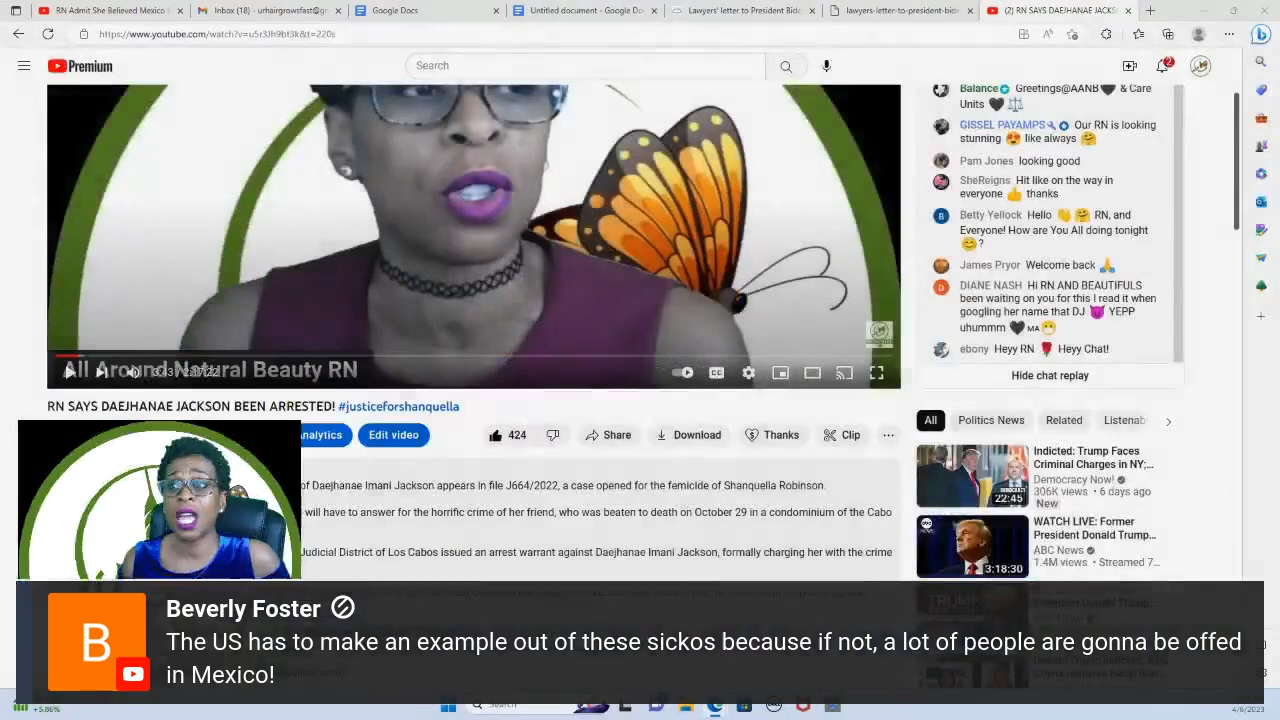 RN Admit She Believed Mexico
Inbox (18) - urhairgrowsfast@gr
Google Docs
Untitled document - Google Do
Lawyers' letter to President Bid
lawyers-letter-to-president-bid
(2) RN SAYS DAEJHANAE JACKS
https://www.youtube.com/watch?v=u5r3Jh9bt3k&t=220s
Premium
Search
2
Balance Greetings@AANB🖤 & Care
Units 🖤⚖️
GISSEL PAYAMPS Our RN is looking
stunning 😍 like always 🤗
Pam Jones looking good
SheReigns Hit like on the way in
everyone 👍 thanks
Betty Yellock Hello 👋🤗 RN, and
Everyone! How are You All doing tonight
😊?
James Pryor Welcome back 🙏
DIANE NASH Hi RN AND BEAUTIFULS
been waiting on you for this I read it when
googling her name that DJ 😈 YEPP
uhummm 🖤 MA😷
ebony Heyy RN 🌹 Heyy Chat!
Hide chat replay
All Around Natural Beauty RN
CC
RN SAYS DAEJHANAE JACKSON BEEN ARRESTED! #justiceforshanquella
Analytics
Edit video
424
Share
Download
Thanks
Clip
All
Politics News
Related
Listenab
of Daejhanae Imani Jackson appears in file J664/2022, a case opened for the femicide of Shanquella Robinson.
will have to answer for the horrific crime of her friend, who was beaten to death on October 29 in a condominium of the Cabo
Judicial District of Los Cabos issued an arrest warrant against Daejhanae Imani Jackson, formally charging her with the crime
Indicted: Trump Faces
Criminal Charges in NY;...
Democracy Now!
306K views • 6 days ago
New
22:45
WATCH LIVE: Former
President Donald Trump...
ABC News
1.4M views • Streamed 7...
3:18:30
B
Beverly Foster
The US has to make an example out of these sickos because if not, a lot of people are gonna be offed
in Mexico!
+5.86%
Search
4/6/2023